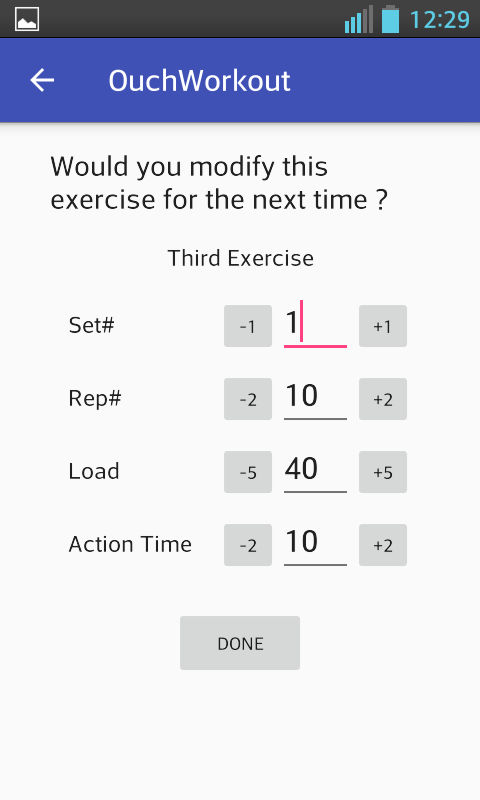 12:29
OuchWorkout
Would you modify this
exercise for the next time ?
Third Exercise
Set# -1 1 +1
Rep# -2 10 +2
Load -5 40 +5
Action Time -2 10 +2
DONE